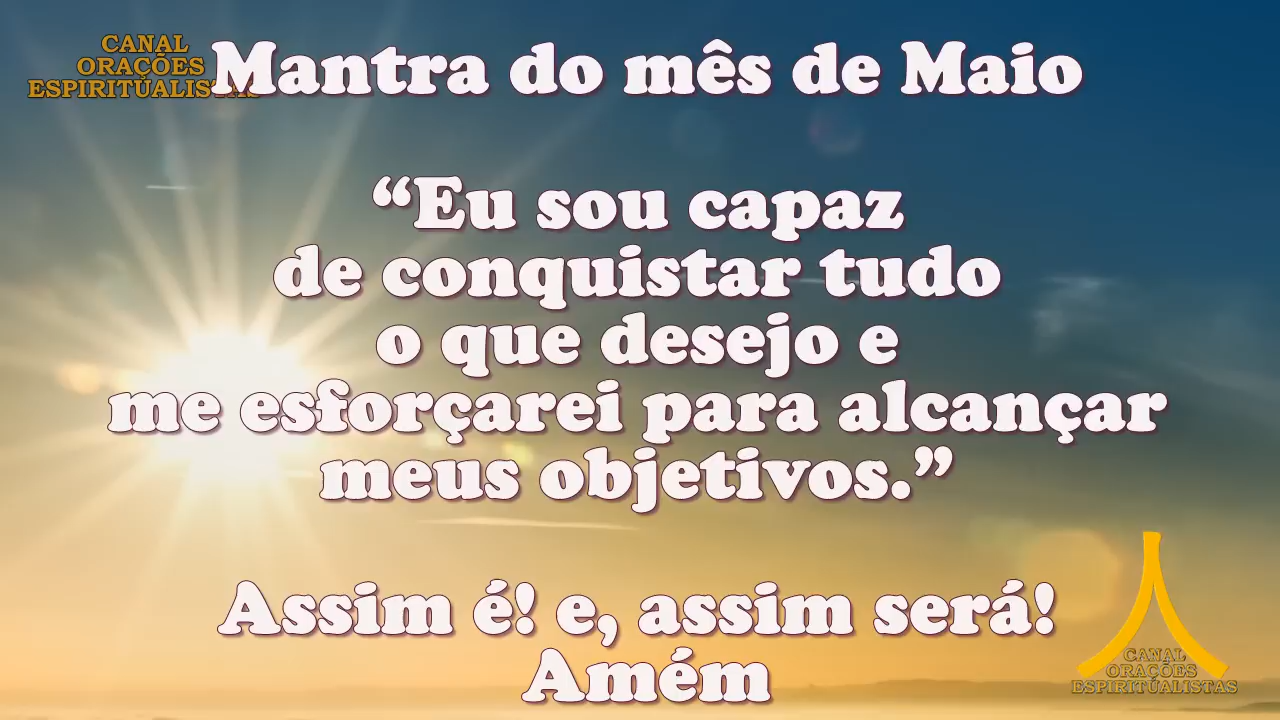 CANAL
ORAÇÕES
ESPIRITUALISTAS
Mantra do mês de Maio
“Eu sou capaz
de conquistar tudo
o que desejo e
me esforçarei para alcançar
meus objetivos.”
Assim é! e, assim será!
Amém
CANAL
ORAÇÕES
ESPIRITUALISTAS